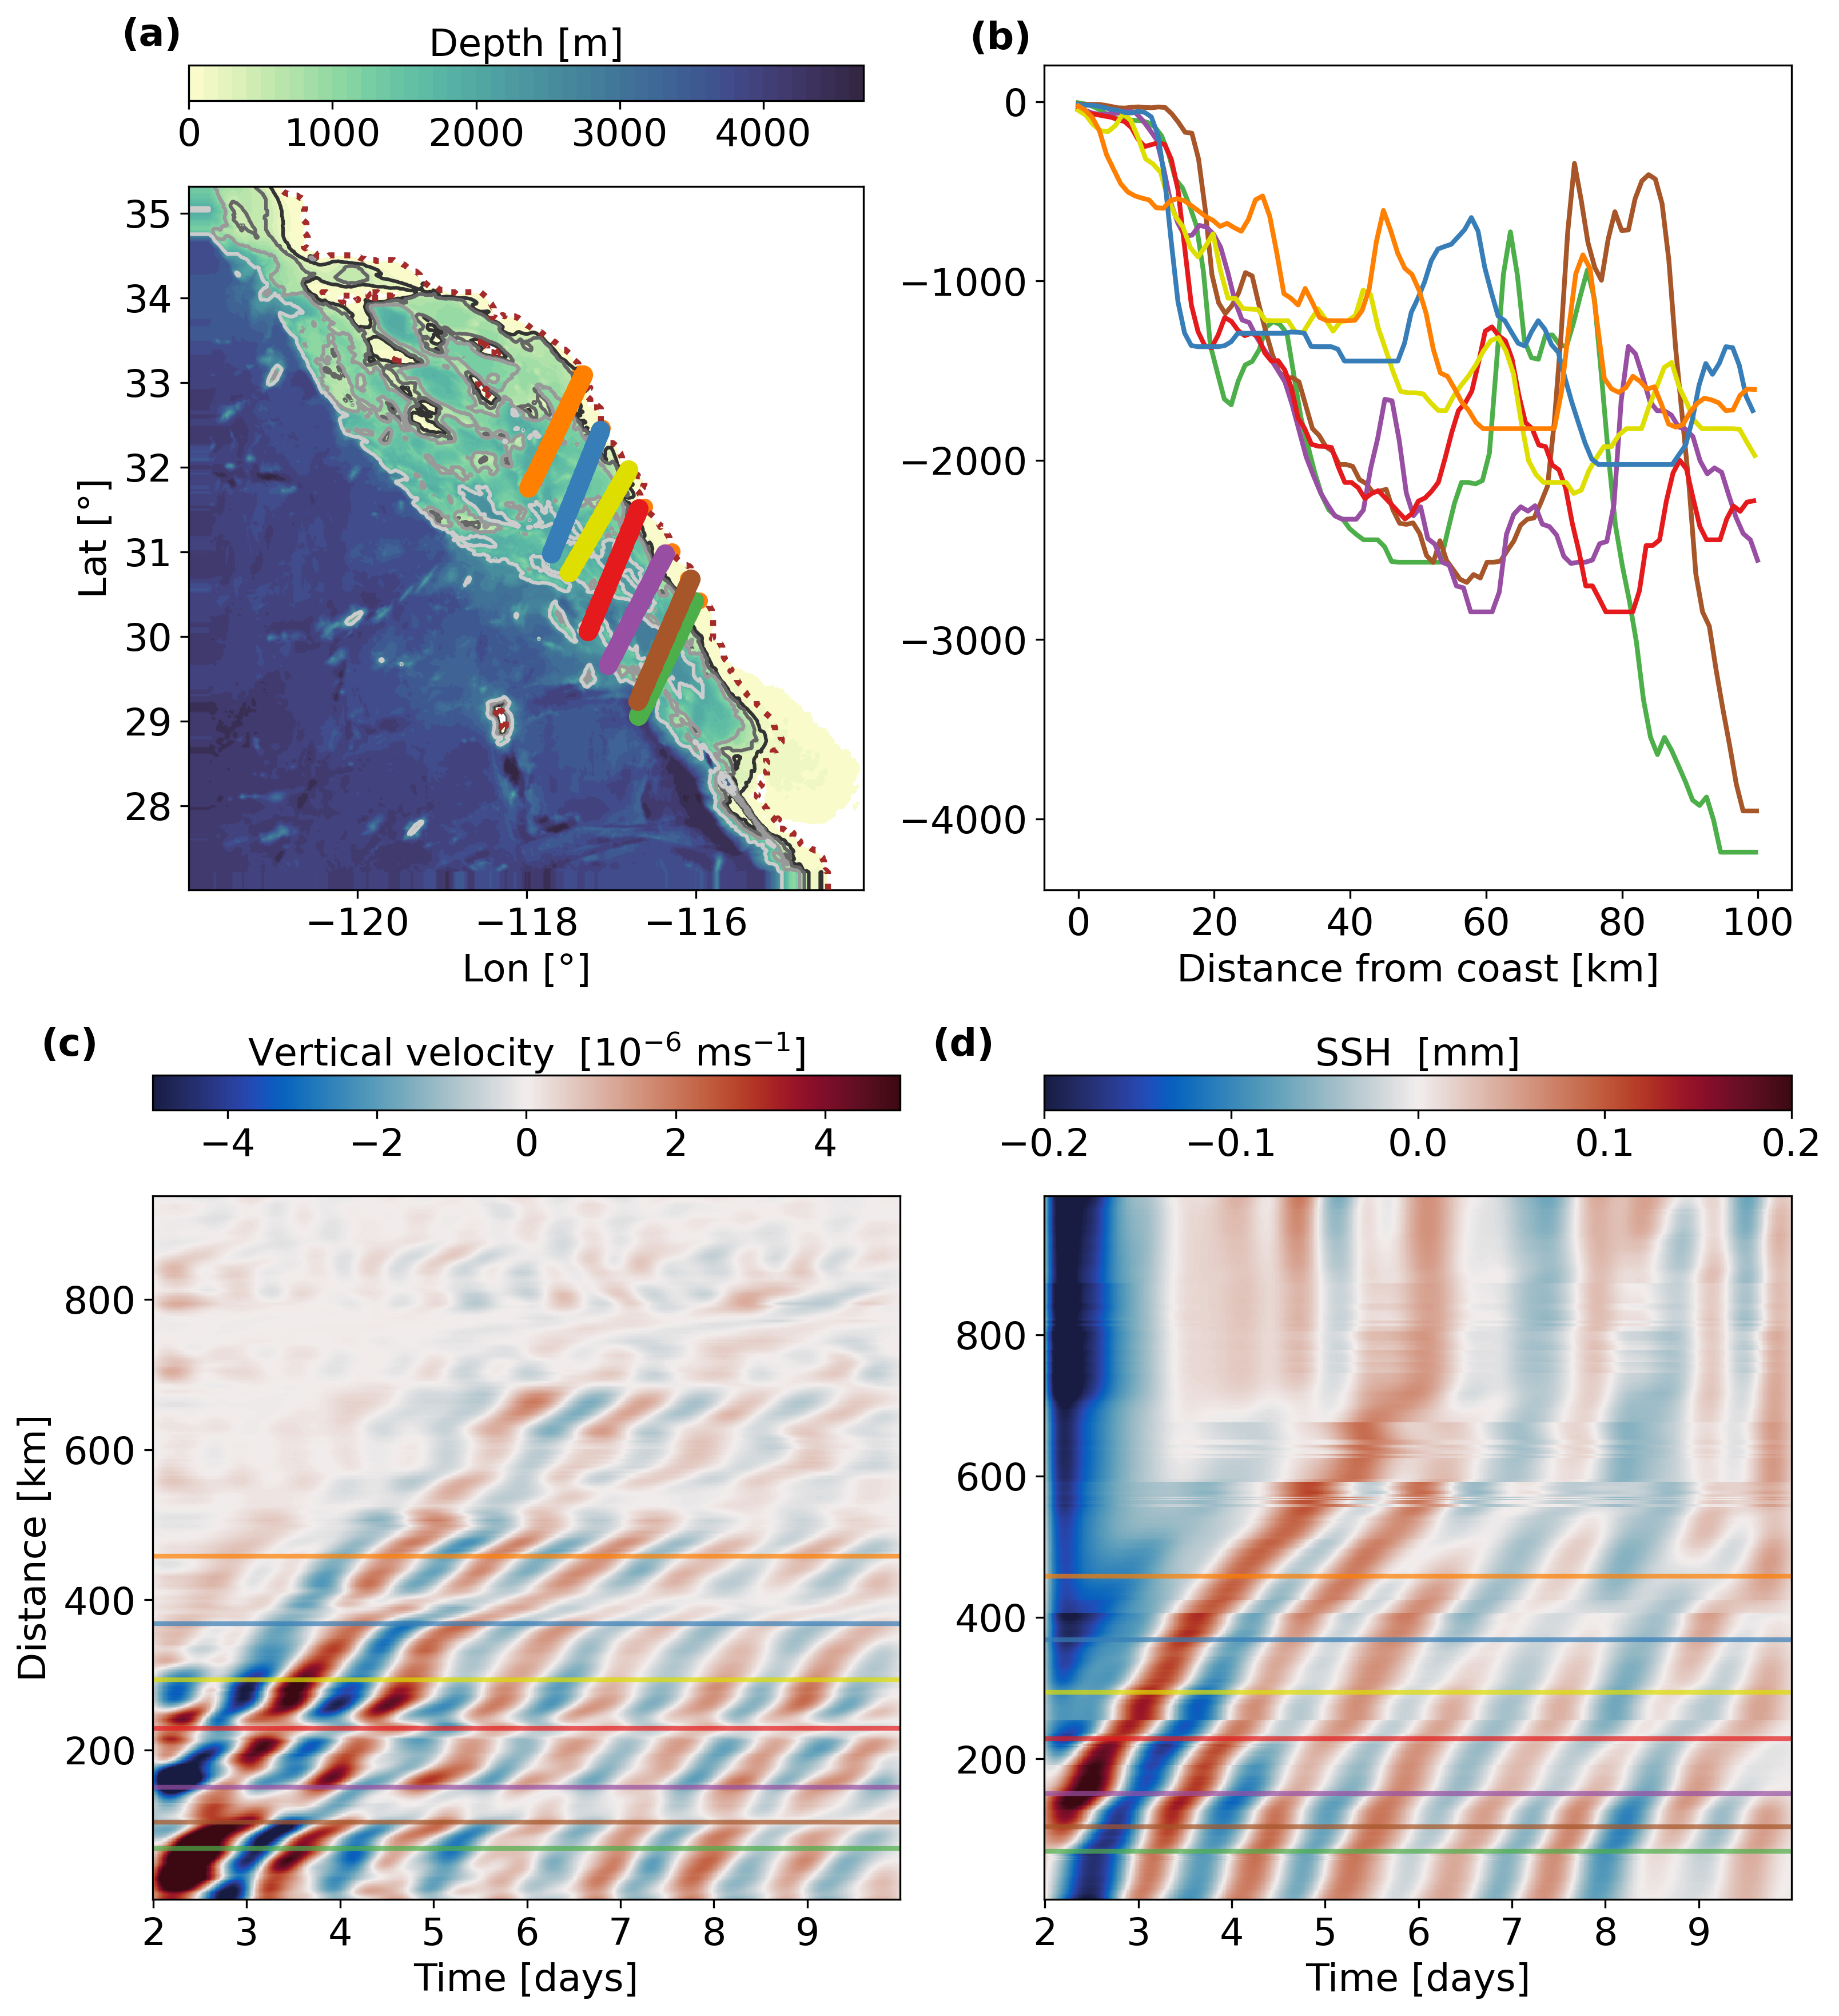 (a)
Depth [m]
0 1000 2000 3000 4000
35
34
33
32
31
30
29
28
Lat [°]
−120 −118 −116
Lon [°]
(b)
0
−1000
−2000
−3000
−4000
0 20 40 60 80 100
Distance from coast [km]
(c)
Vertical velocity [10⁻⁶ ms⁻¹]
−4 −2 0 2 4
800
600
400
200
Distance [km]
2 3 4 5 6 7 8 9
Time [days]
(d)
SSH [mm]
−0.2 −0.1 0.0 0.1 0.2
800
600
400
200
2 3 4 5 6 7 8 9
Time [days]